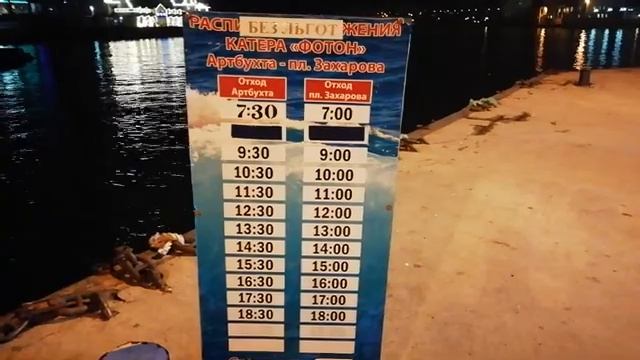 РАСПИ БЕЗ ЛЬГОТ ЖЕНИЯ
КАТЕРА «ФОТОН»
Артбухта - пл. Захарова
Отход Артбухта
Отход пл. Захарова
7:30 7:00
9:30 9:00
10:30 10:00
11:30 11:00
12:30 12:00
13:30 13:00
14:30 14:00
15:30 15:00
16:30 16:00
17:30 17:00
18:30 18:00